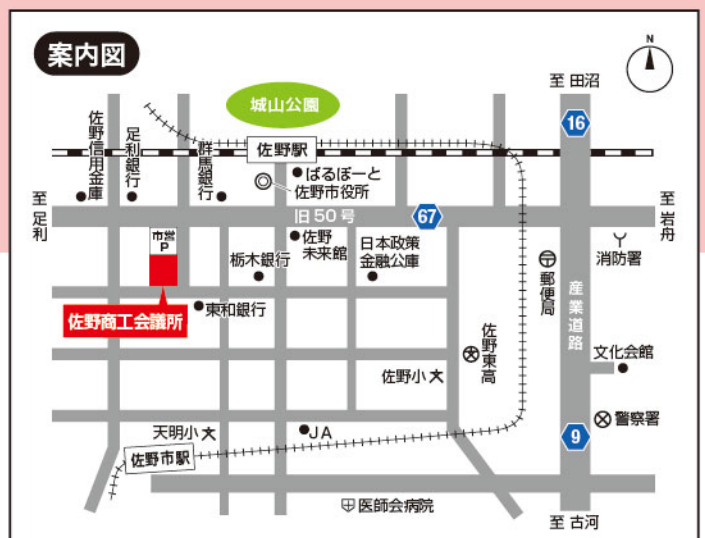 案内図
N
至 田沼
城山公園
16
佐野駅
佐野信用金庫
足利銀行
群馬銀行
ぱるぽーと
佐野市役所
至 足利
旧50号
67
至 岩舟
市営
P
栃木銀行
佐野
未来館
日本政策
金融公庫
郵便局
消防署
佐野商工会議所
東和銀行
産業道路
佐野東高
文化会館
佐野小
天明小
JA
9
警察署
佐野市駅
医師会病院
至 古河